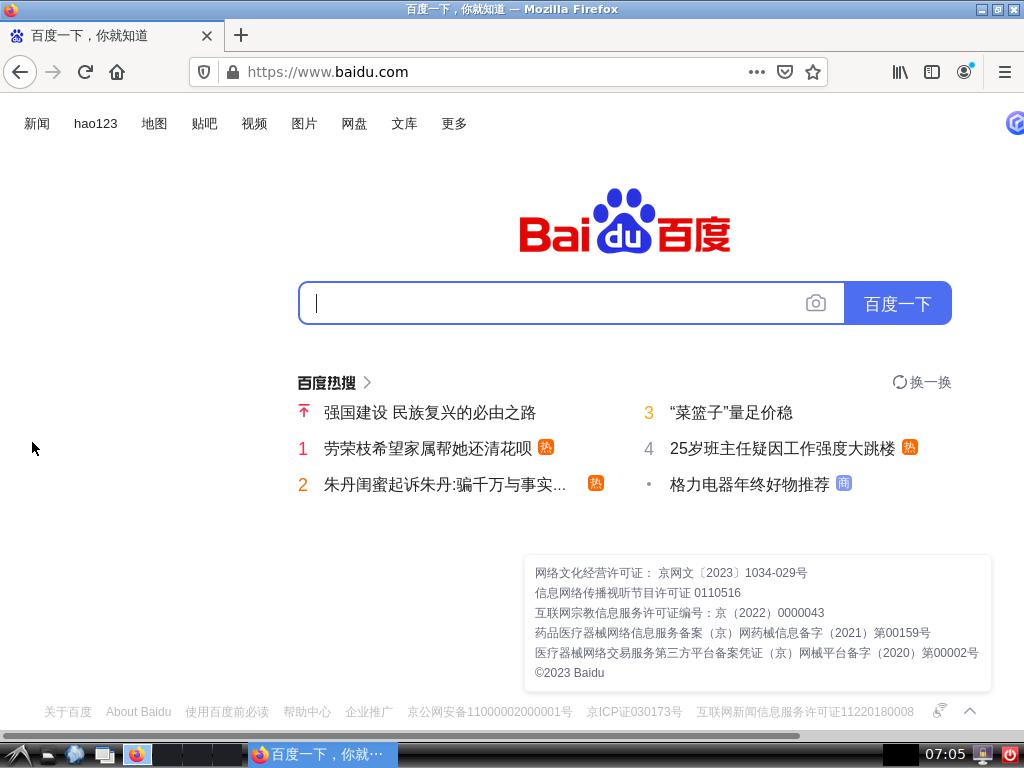 百度一下，你就知道 — Mozilla Firefox
百度一下，你就知道
https://www.baidu.com
新闻 hao123 地图 贴吧 视频 图片 网盘 文库 更多
Bai du 百度
百度一下
百度热搜 换一换
强国建设 民族复兴的必由之路
3 “菜篮子”量足价稳
1 劳荣枝希望家属帮她还清花呗 热
4 25岁班主任疑因工作强度大跳楼 热
2 朱丹闺蜜起诉朱丹:骗千万与事实... 热
• 格力电器年终好物推荐 商
网络文化经营许可证： 京网文〔2023〕1034-029号
信息网络传播视听节目许可证 0110516
互联网宗教信息服务许可证编号：京（2022）0000043
药品医疗器械网络信息服务备案（京）网药械信息备字（2021）第00159号
医疗器械网络交易服务第三方平台备案凭证（京）网械平台备字（2020）第00002号
©2023 Baidu
关于百度 About Baidu 使用百度前必读 帮助中心 企业推广 京公网安备11000002000001号 京ICP证030173号 互联网新闻信息服务许可证11220180008
百度一下，你就… 07:05